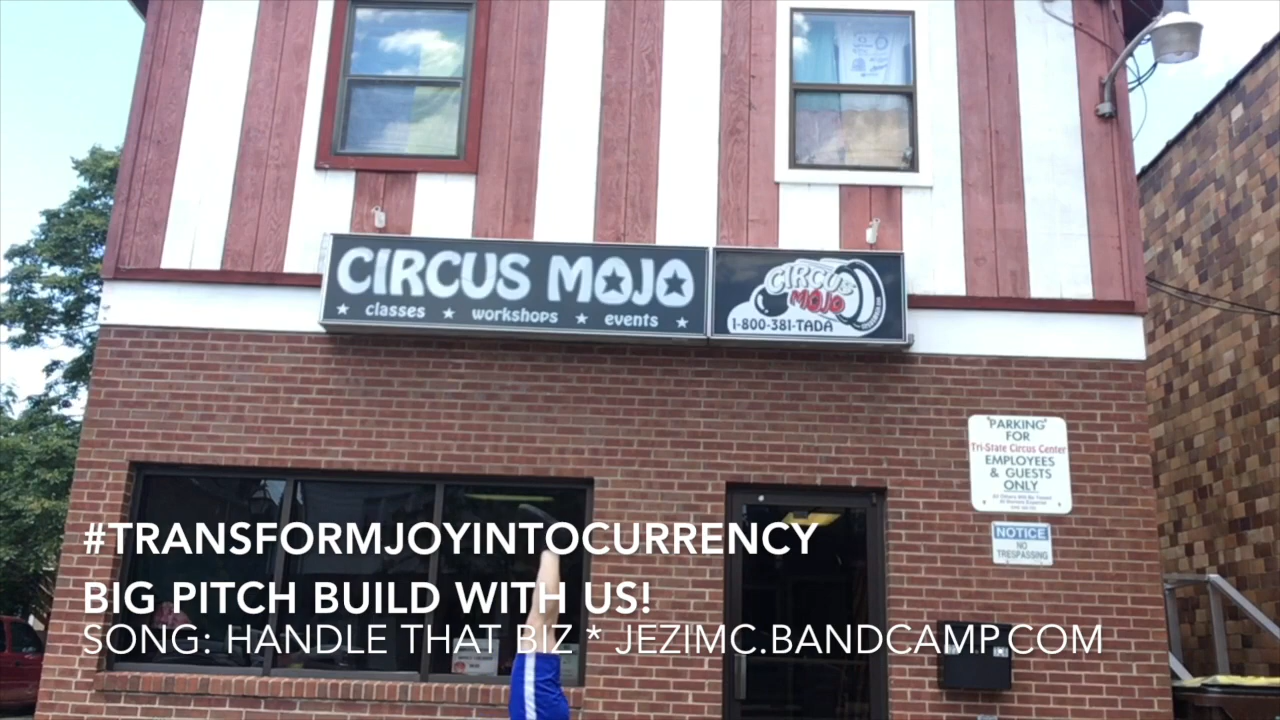 CIRCUS MOJO
★ classes ★ workshops ★ events ★
CIRCUS
MOJO
1-800-381-TADA
"PARKING"
FOR
Tri-State Circus Center
EMPLOYEES
& GUESTS
ONLY
NOTICE
NO
TRESPASSING
#TRANSFORMJOYINTOCURRENCY
BIG PITCH BUILD WITH US!
SONG: HANDLE THAT BIZ * JEZIMC.BANDCAMP.COM